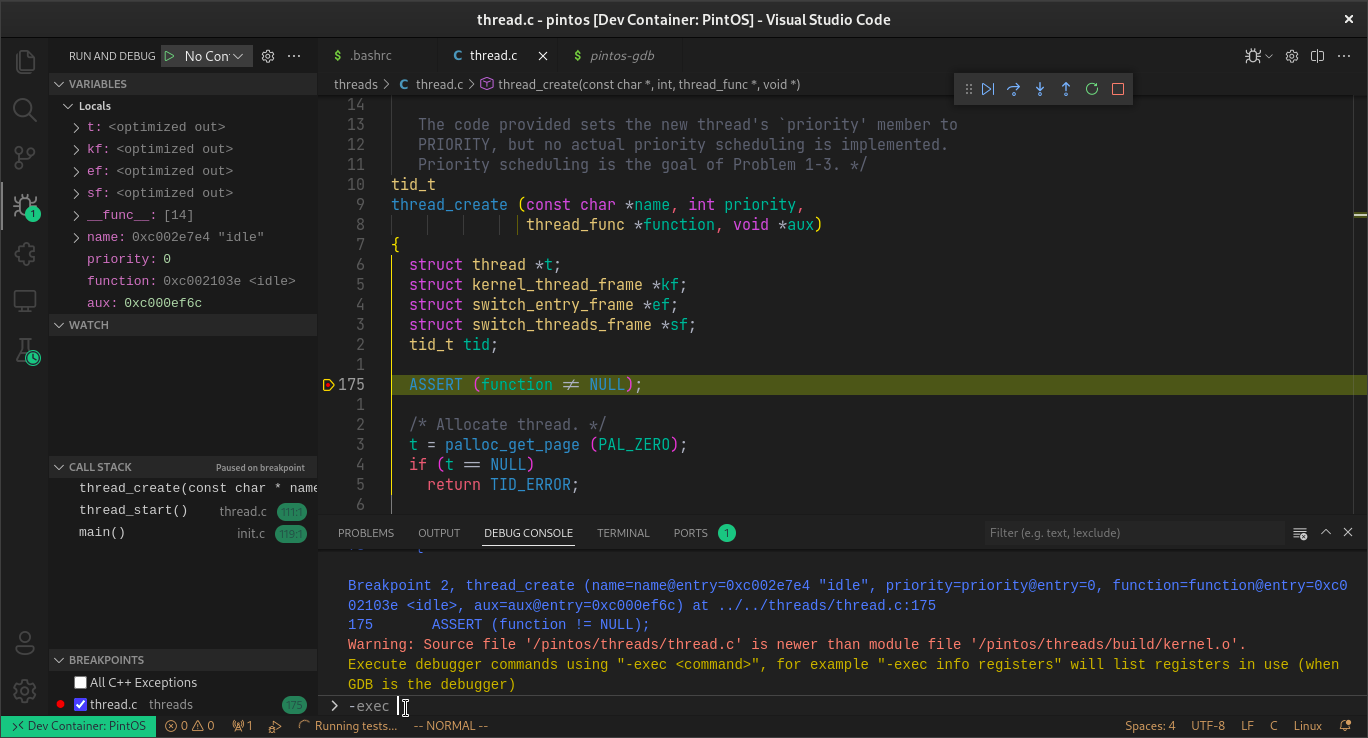 thread.c - pintos [Dev Container: PintOS] - Visual Studio Code
RUN AND DEBUG No Con
.bashrc
C thread.c
pintos-gdb
threads > C thread.c > thread_create(const char *, int, thread_func *, void *)
VARIABLES
Locals
t: <optimized out>
kf: <optimized out>
ef: <optimized out>
sf: <optimized out>
__func__: [14]
name: 0xc002e7e4 "idle"
priority: 0
function: 0xc002103e <idle>
aux: 0xc000ef6c
WATCH
CALL STACK Paused on breakpoint
thread_create(const char * name
thread_start() thread.c 111:1
main() init.c 119:1
BREAKPOINTS
All C++ Exceptions
thread.c threads 175
14
13 The code provided sets the new thread's `priority' member to
12 PRIORITY, but no actual priority scheduling is implemented.
11 Priority scheduling is the goal of Problem 1-3. */
10 tid_t
9 thread_create (const char *name, int priority,
8 thread_func *function, void *aux)
7 {
6 struct thread *t;
5 struct kernel_thread_frame *kf;
4 struct switch_entry_frame *ef;
3 struct switch_threads_frame *sf;
2 tid_t tid;
1
175 ASSERT (function ≠ NULL);
1
2 /* Allocate thread. */
3 t = palloc_get_page (PAL_ZERO);
4 if (t == NULL)
5 return TID_ERROR;
6
PROBLEMS OUTPUT DEBUG CONSOLE TERMINAL PORTS 1
Filter (e.g. text, !exclude)
Breakpoint 2, thread_create (name=name@entry=0xc002e7e4 "idle", priority=priority@entry=0, function=function@entry=0xc0
02103e <idle>, aux=aux@entry=0xc000ef6c) at ../../threads/thread.c:175
175 ASSERT (function != NULL);
Warning: Source file '/pintos/threads/thread.c' is newer than module file '/pintos/threads/build/kernel.o'.
Execute debugger commands using "-exec <command>", for example "-exec info registers" will list registers in use (when
GDB is the debugger)
> -exec
Dev Container: PintOS 0 0 1 Running tests... -- NORMAL -- Spaces: 4 UTF-8 LF C Linux